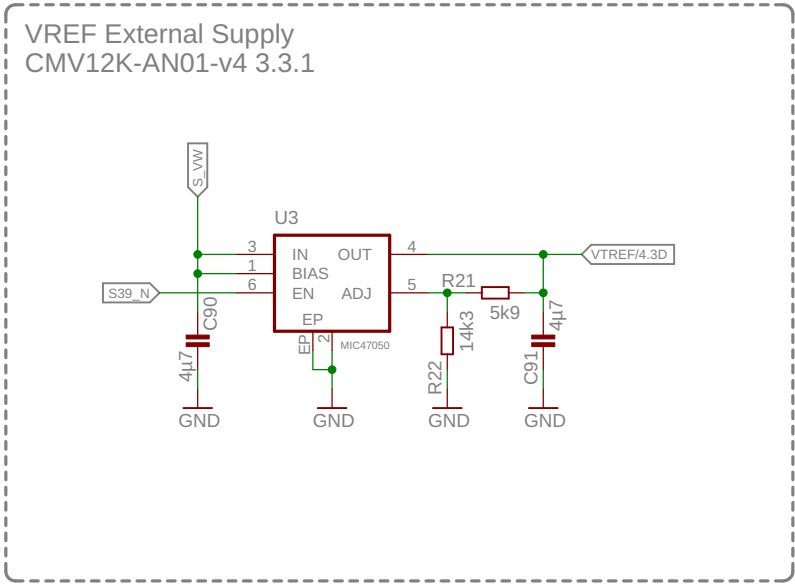 VREF External Supply
CMV12K-AN01-v4 3.3.1
S_VW
U3
3
IN
OUT
4
VTREF/4.3D
1
BIAS
S39_N
6
EN
ADJ
5
R21
5k9
C90
4µ7
EP
EP
2
MIC47050
14k3
R22
4µ7
C91
GND
GND
GND
GND